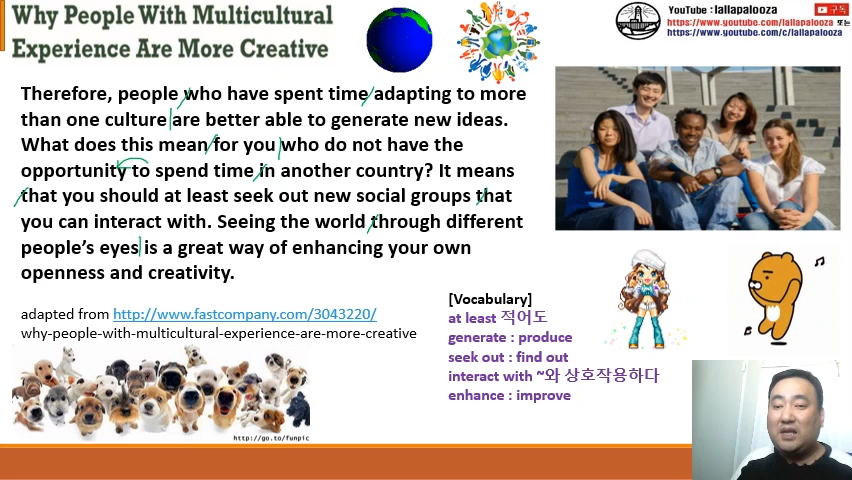 Why People With Multicultural
Experience Are More Creative
YouTube : lallapalooza
구독
https://www.youtube.com/lallapalooza 또는
https://www.youtube.com/c/lallapalooza
Therefore, people who have spent time adapting to more
than one culture are better able to generate new ideas.
What does this mean for you who do not have the
opportunity to spend time in another country? It means
that you should at least seek out new social groups that
you can interact with. Seeing the world through different
people's eyes is a great way of enhancing your own
openness and creativity.
adapted from http://www.fastcompany.com/3043220/
why-people-with-multicultural-experience-are-more-creative
[Vocabulary]
at least 적어도
generate : produce
seek out : find out
interact with ~와 상호작용하다
enhance : improve
http://go.to/funpic